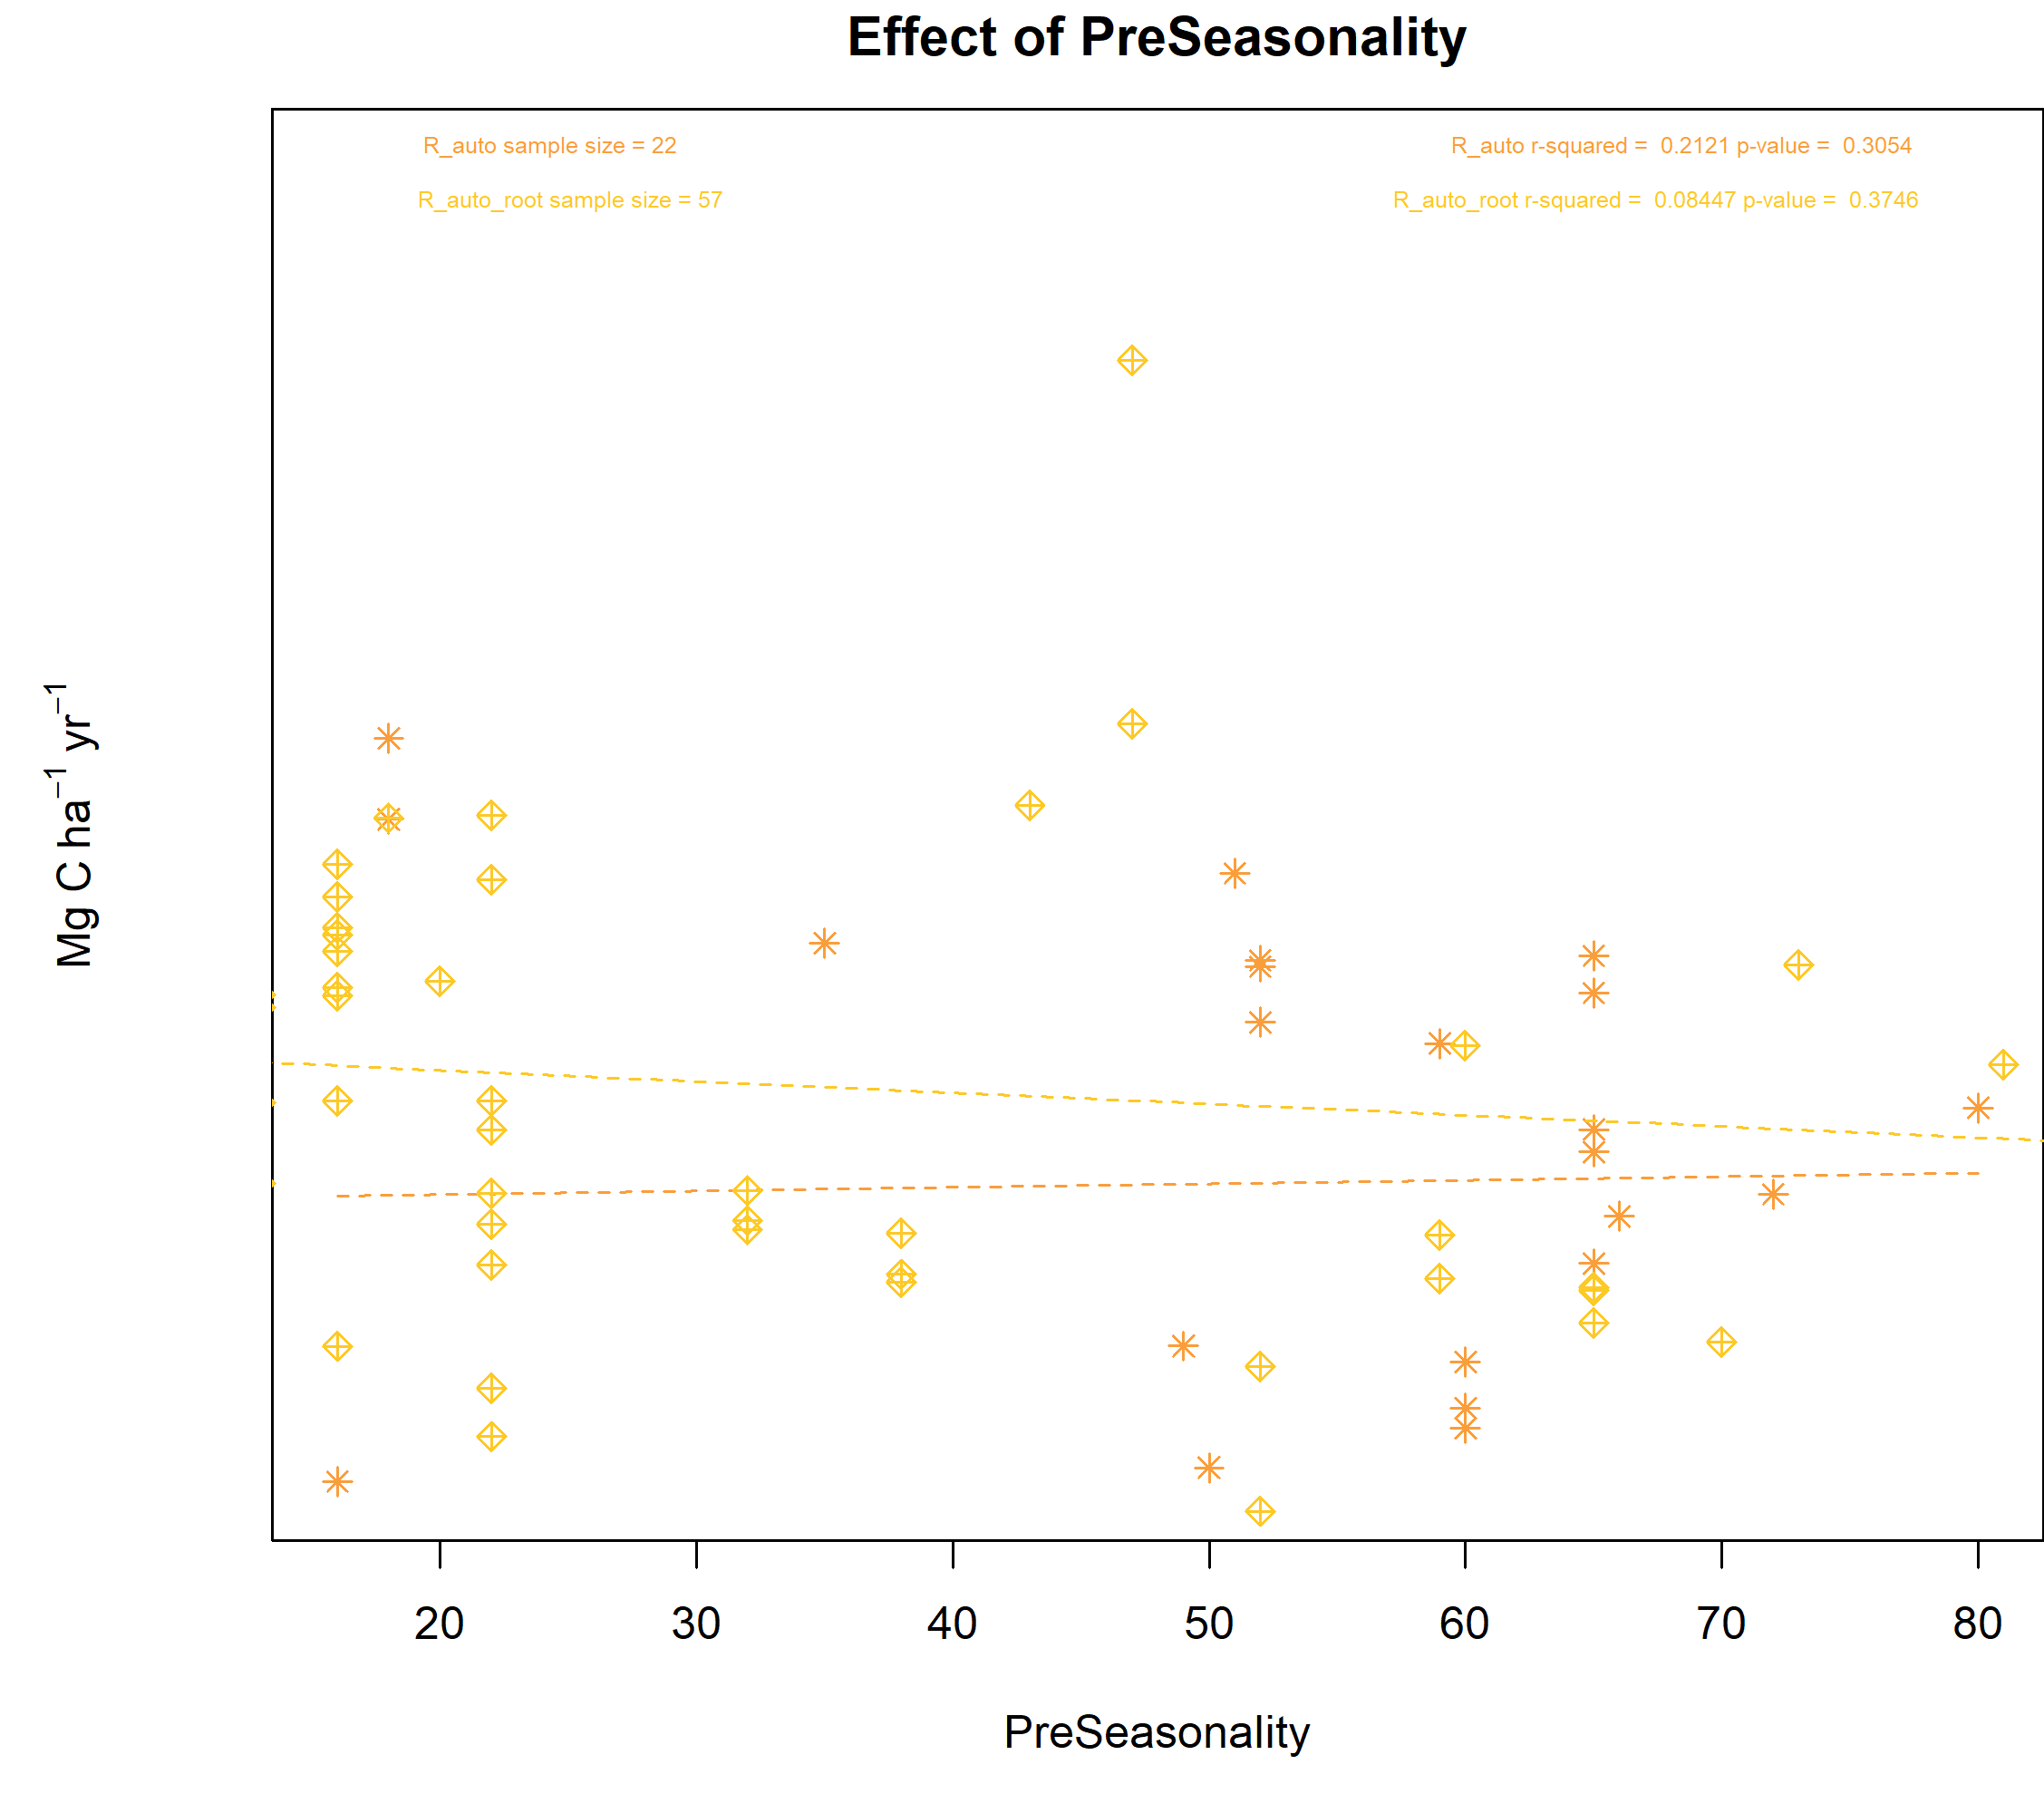 Effect of PreSeasonality
R_auto sample size = 22
R_auto r-squared = 0.2121 p-value = 0.3054
R_auto_root sample size = 57
R_auto_root r-squared = 0.08447 p-value = 0.3746
Mg C ha⁻¹ yr⁻¹
20 30 40 50 60 70 80
PreSeasonality